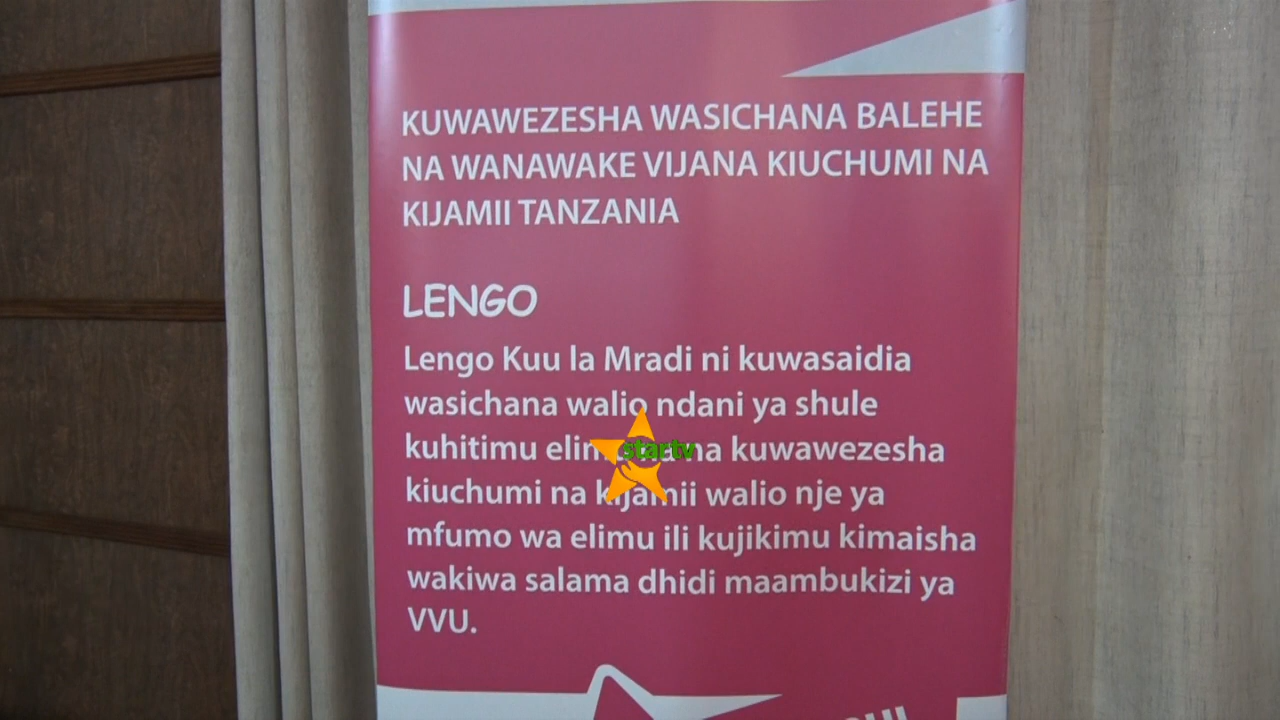 KUWAWEZESHA WASICHANA BALEHE
NA WANAWAKE VIJANA KIUCHUMI NA
KIJAMII TANZANIA
LENGO
Lengo Kuu la Mradi ni kuwasaidia
wasichana walio ndani ya shule
kuhitimu na kuwawezesha
startv
kiuchumi na kijamii walio nje ya
mfumo wa elimu ili kujikimu kimaisha
wakiwa salama dhidi maambukizi ya
VVU.